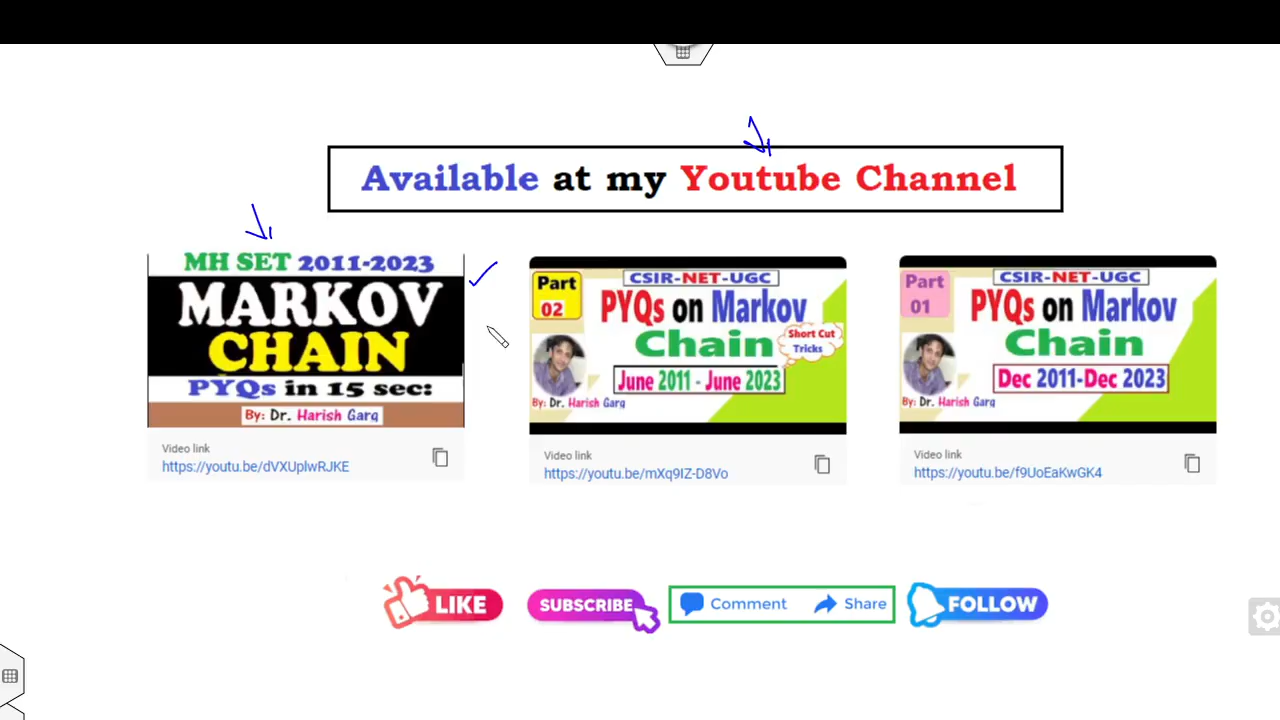 Available at my Youtube Channel
MH SET 2011-2023
MARKOV
CHAIN
PYQs in 15 sec:
By: Dr. Harish Garg
Video link
https://youtu.be/dVXUplwRJKE
Part
02
CSIR-NET-UGC
PYQs on Markov
Chain
Short Cut
Tricks
June 2011 - June 2023
By: Dr. Harish Garg
Video link
https://youtu.be/mXq9IZ-D8Vo
Part
01
CSIR-NET-UGC
PYQs on Markov
Chain
Dec 2011-Dec 2023
By: Dr. Harish Garg
Video link
https://youtu.be/f9UoEaKwGK4
LIKE
SUBSCRIBE
Comment
Share
FOLLOW